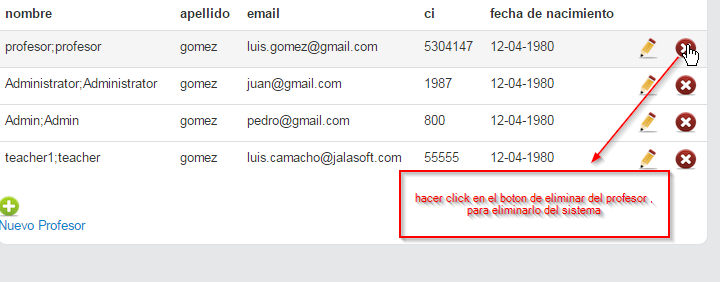 nombre apellido email ci fecha de nacimiento
profesor;profesor gomez luis.gomez@gmail.com 5304147 12-04-1980
Administrator;Administrator gomez juan@gmail.com 1987 12-04-1980
Admin;Admin gomez pedro@gmail.com 800 12-04-1980
teacher1;teacher gomez luis.camacho@jalasoft.com 55555 12-04-1980
hacer click en el boton de eliminar del profesor ,
para eliminarlo del sistema
Nuevo Profesor